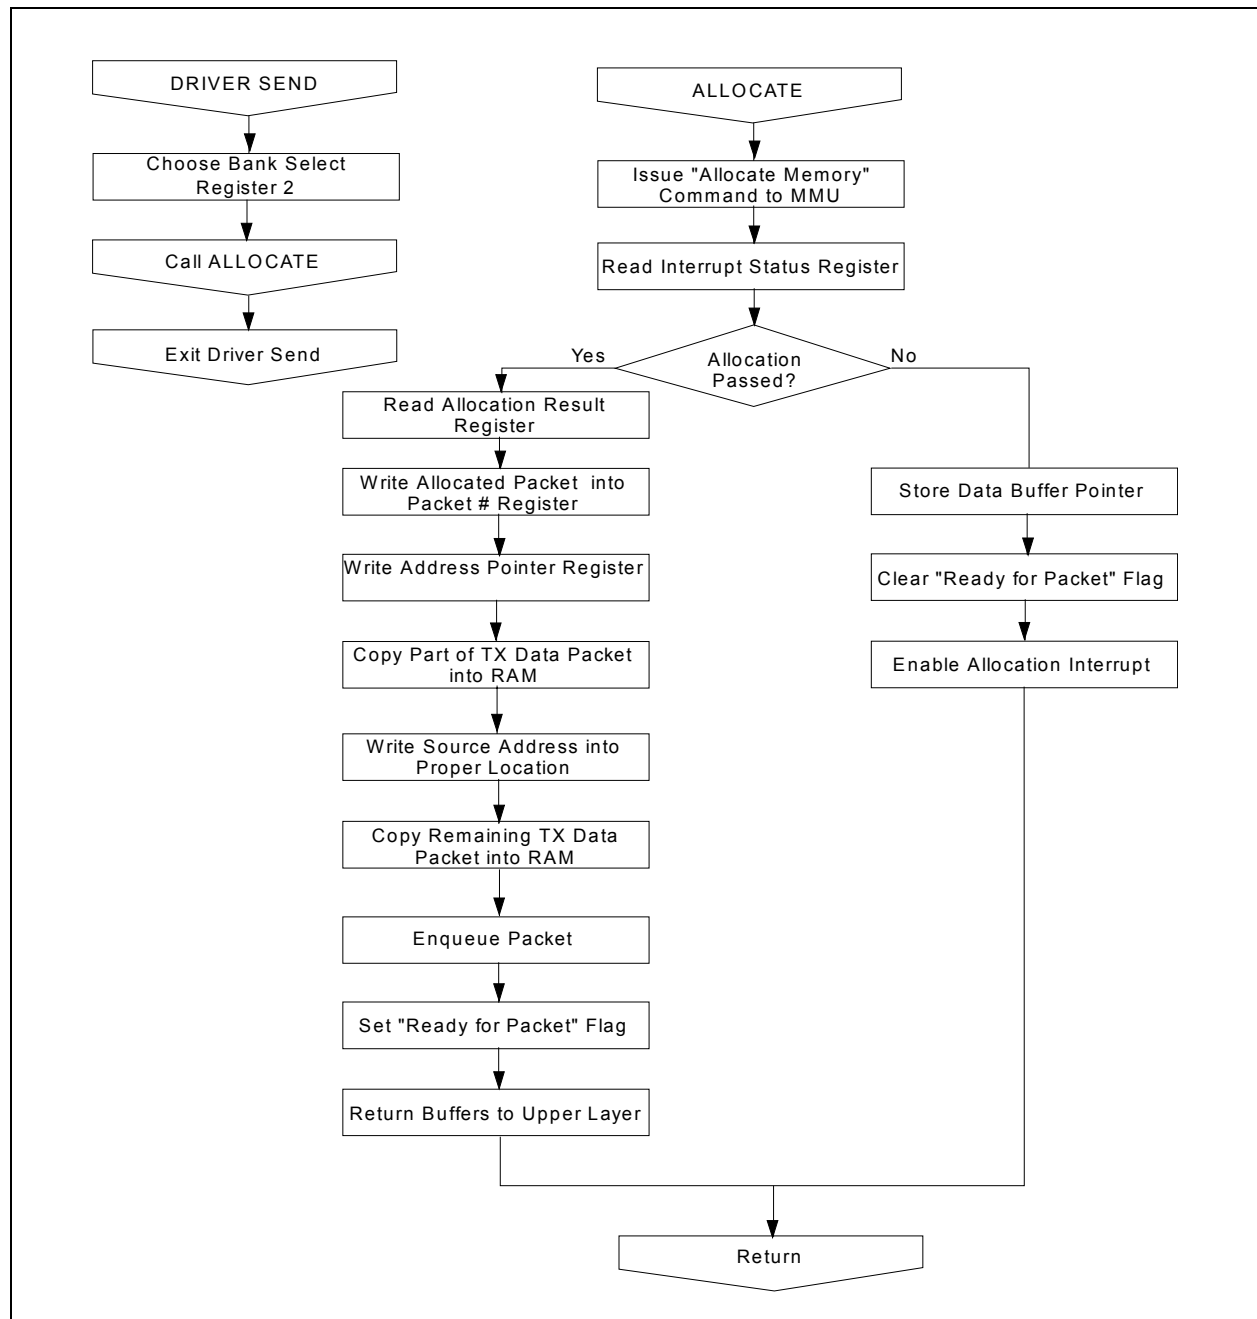 DRIVER SEND
Choose Bank Select
Register 2
Call ALLOCATE
Exit Driver Send
ALLOCATE
Issue "Allocate Memory"
Command to MMU
Read Interrupt Status Register
Allocation
Passed?
Yes
No
Read Allocation Result
Register
Write Allocated Packet into
Packet # Register
Write Address Pointer Register
Copy Part of TX Data Packet
into RAM
Write Source Address into
Proper Location
Copy Remaining TX Data
Packet into RAM
Enqueue Packet
Set "Ready for Packet" Flag
Return Buffers to Upper Layer
Store Data Buffer Pointer
Clear "Ready for Packet" Flag
Enable Allocation Interrupt
Return